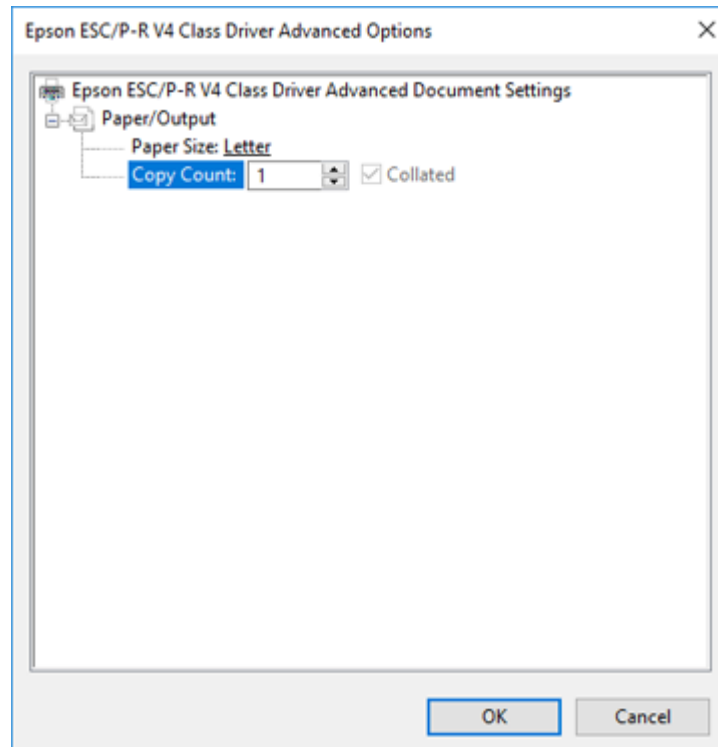 Epson ESC/P-R V4 Class Driver Advanced Options
Epson ESC/P-R V4 Class Driver Advanced Document Settings
Paper/Output
Paper Size: Letter
Copy Count: 1 Collated
OK Cancel